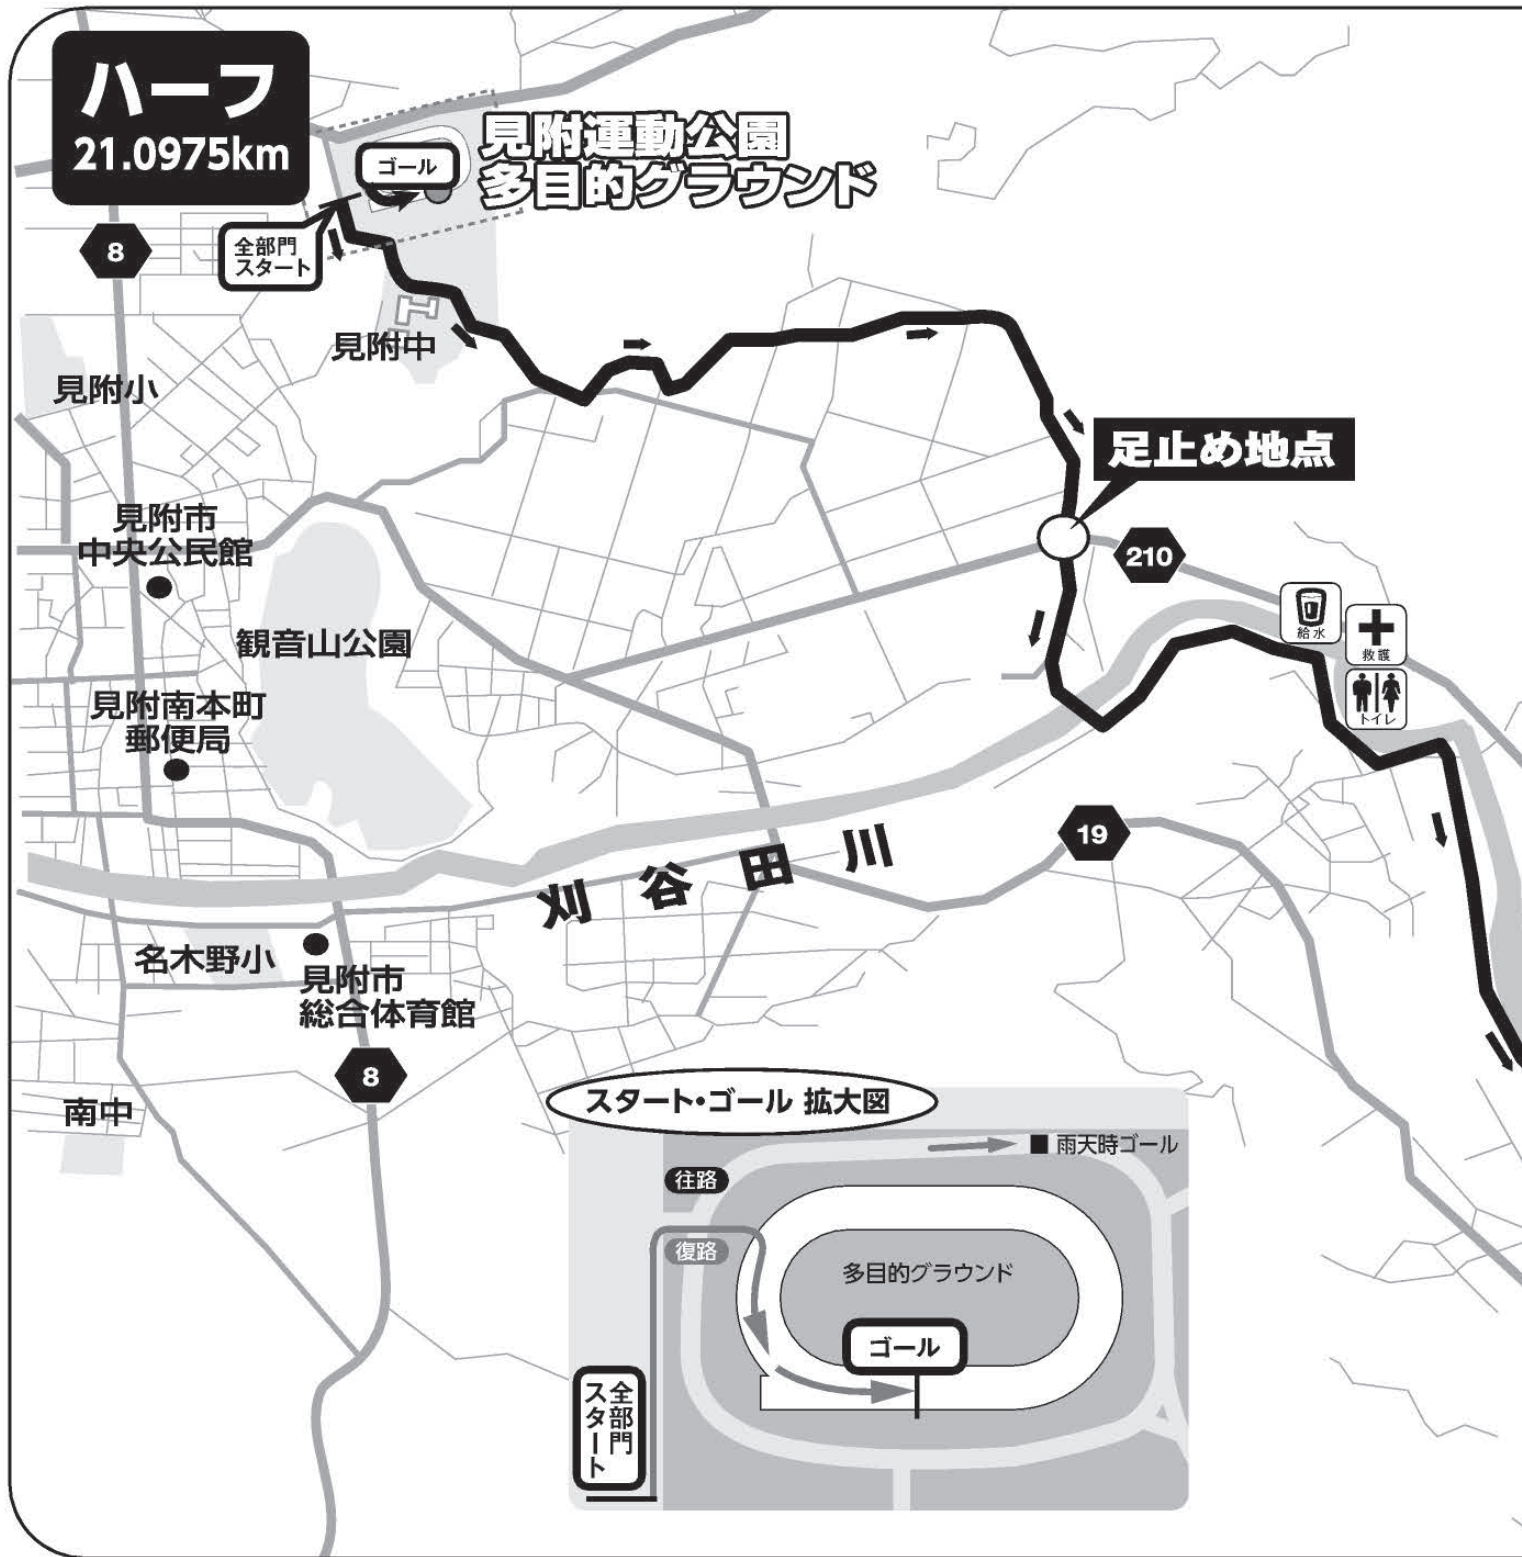 ハーフ
21.0975km
見附運動公園
多目的グラウンド
ゴール
全部門
スタート
8
見附中
見附小
足止め地点
見附市
中央公民館
210
給水
救護
トイレ
観音山公園
見附南本町
郵便局
19
刈谷田川
名木野小
見附市
総合体育館
8
南中
スタート・ゴール 拡大図
■ 雨天時ゴール
往路
復路
多目的グラウンド
ゴール
全部門
スタート